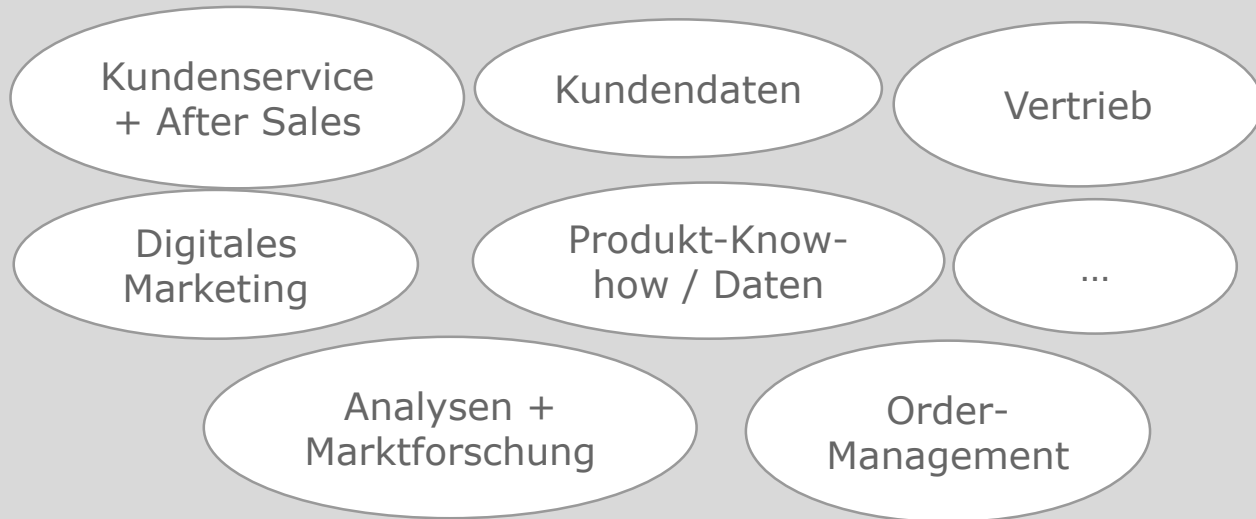 Kundenservice
+ After Sales
Kundendaten
Vertrieb
Digitales
Marketing
Produkt-Know-
how / Daten
...
Analysen +
Marktforschung
Order-
Management